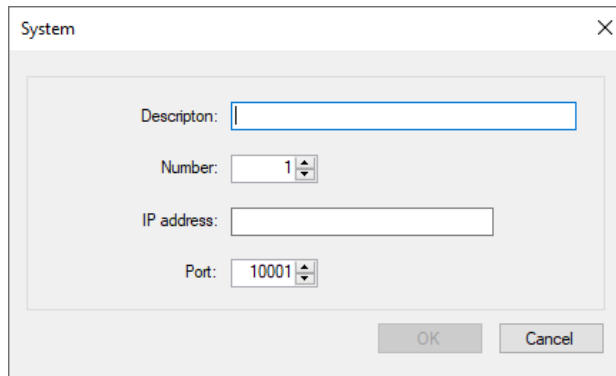 System
Descripton:
Number: 1
IP address:
Port: 10001
OK Cancel